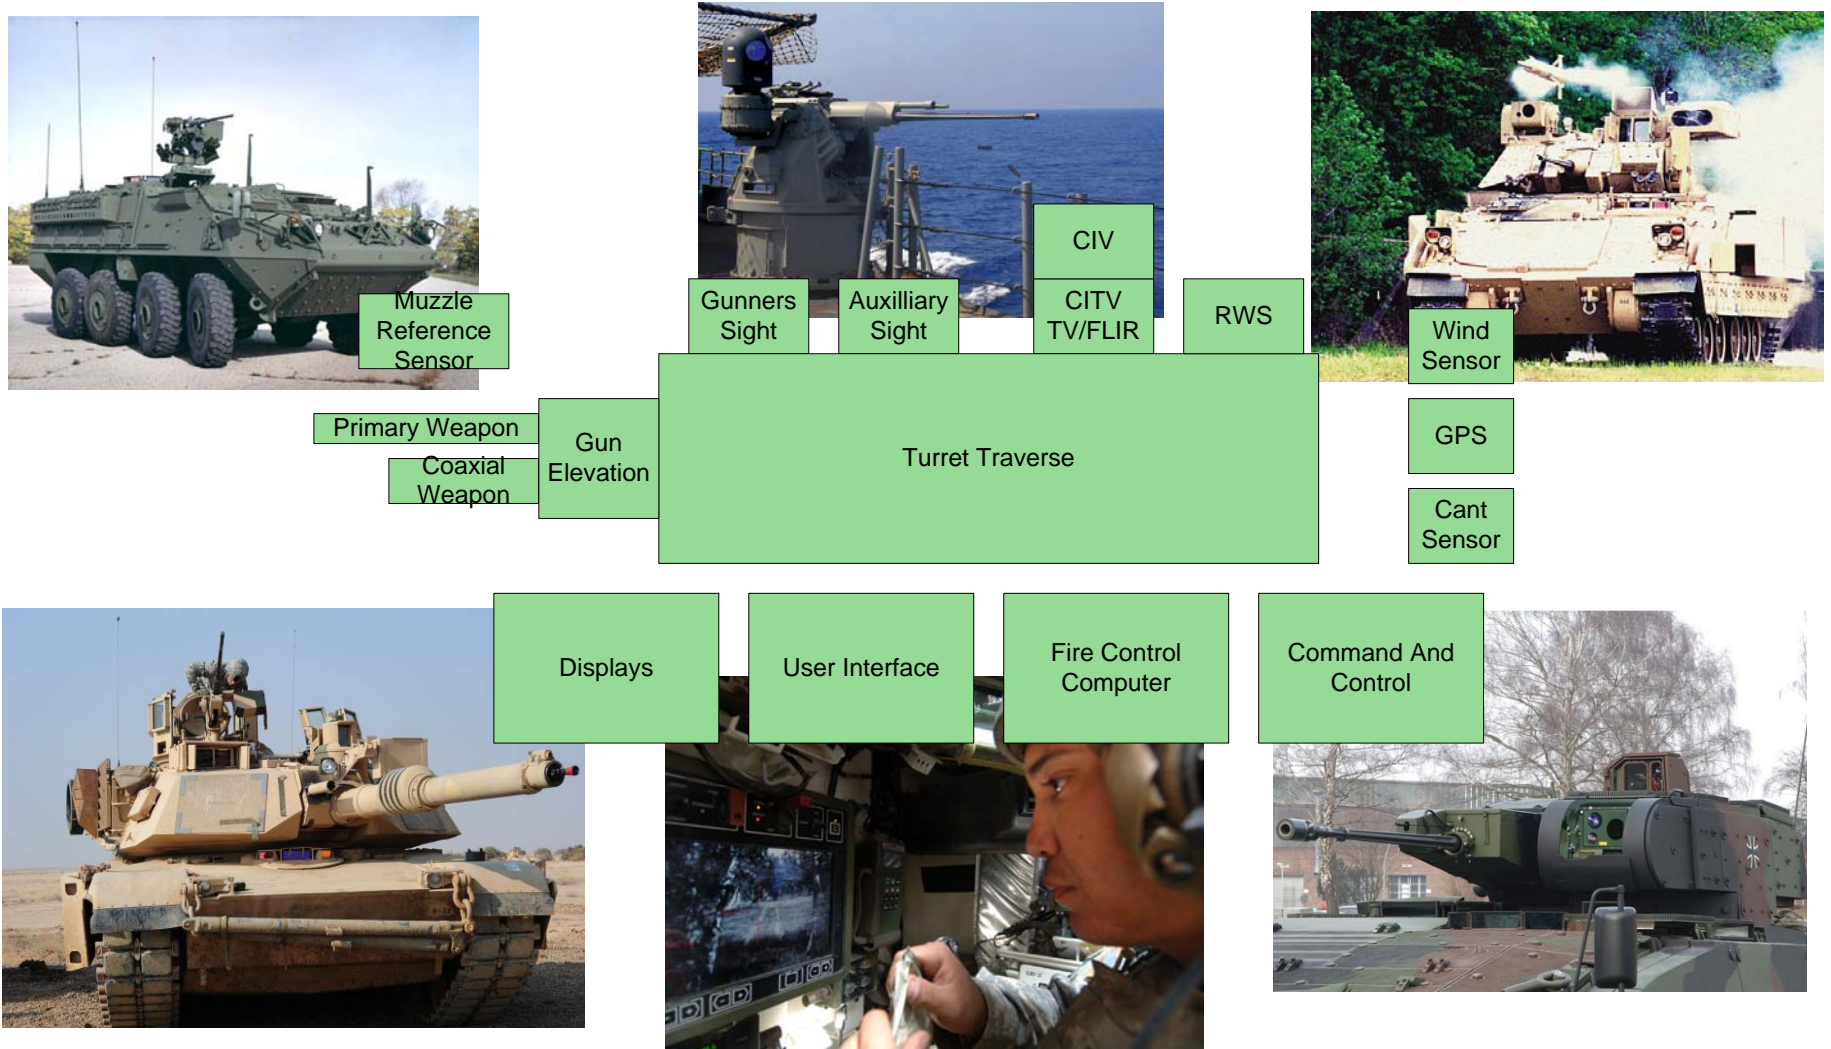 CIV
Muzzle
Reference
Sensor
Gunners
Sight
Auxilliary
Sight
CITV
TV/FLIR
RWS
Wind
Sensor
Primary Weapon
Coaxial
Weapon
Gun
Elevation
Turret Traverse
GPS
Cant
Sensor
Displays
User Interface
Fire Control
Computer
Command And
Control